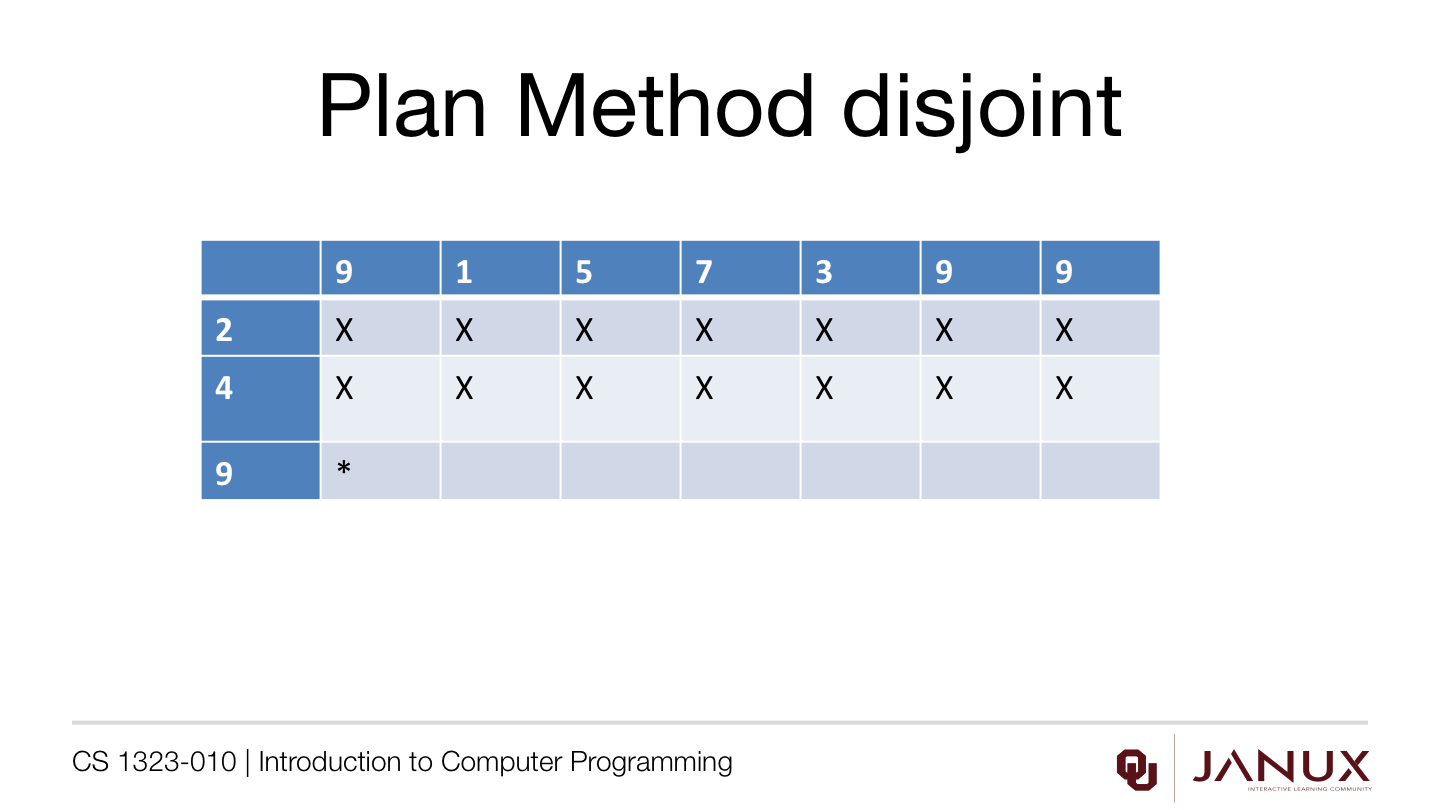 Plan Method disjoint
9 1 5 7 3 9 9
2 X X X X X X X
4 X X X X X X X
9 *
CS 1323-010 | Introduction to Computer Programming
OU
JANUX
INTERACTIVE LEARNING COMMUNITY